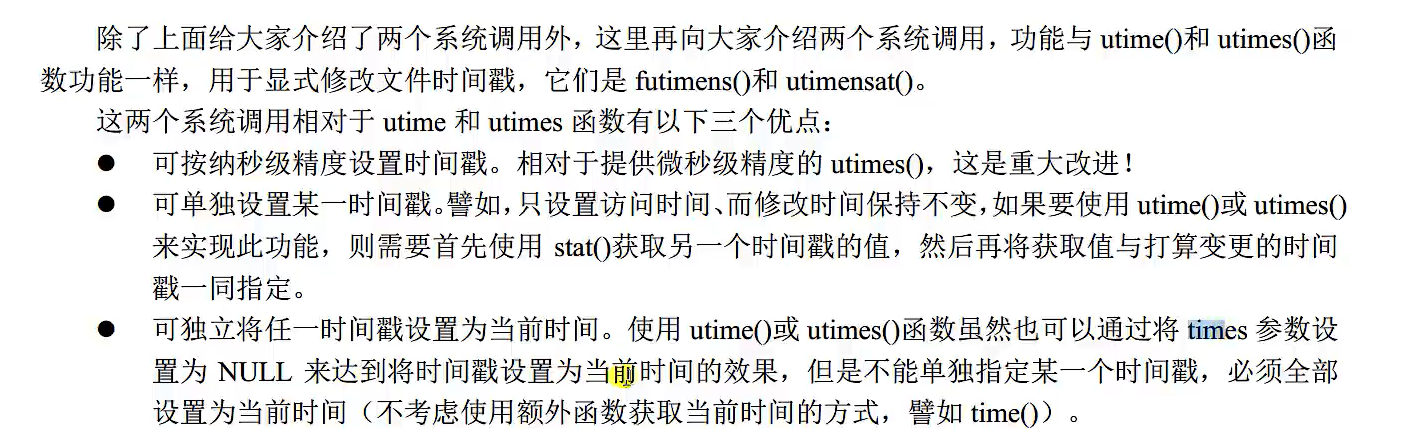 除了上面给大家介绍了两个系统调用外，这里再向大家介绍两个系统调用，功能与 utime()和 utimes()函
数功能一样，用于显式修改文件时间戳，它们是 futimens()和 utimensat()。
这两个系统调用相对于 utime 和 utimes 函数有以下三个优点：
● 可按纳秒级精度设置时间戳。相对于提供微秒级精度的 utimes()，这是重大改进！
● 可单独设置某一时间戳。譬如，只设置访问时间、而修改时间保持不变，如果要使用 utime()或 utimes()
来实现此功能，则需要首先使用 stat()获取另一个时间戳的值，然后再将获取值与打算变更的时间
戳一同指定。
● 可独立将任一时间戳设置为当前时间。使用 utime()或 utimes()函数虽然也可以通过将 times 参数设
置为 NULL 来达到将时间戳设置为当前时间的效果，但是不能单独指定某一个时间戳，必须全部
设置为当前时间（不考虑使用额外函数获取当前时间的方式，譬如 time()）。